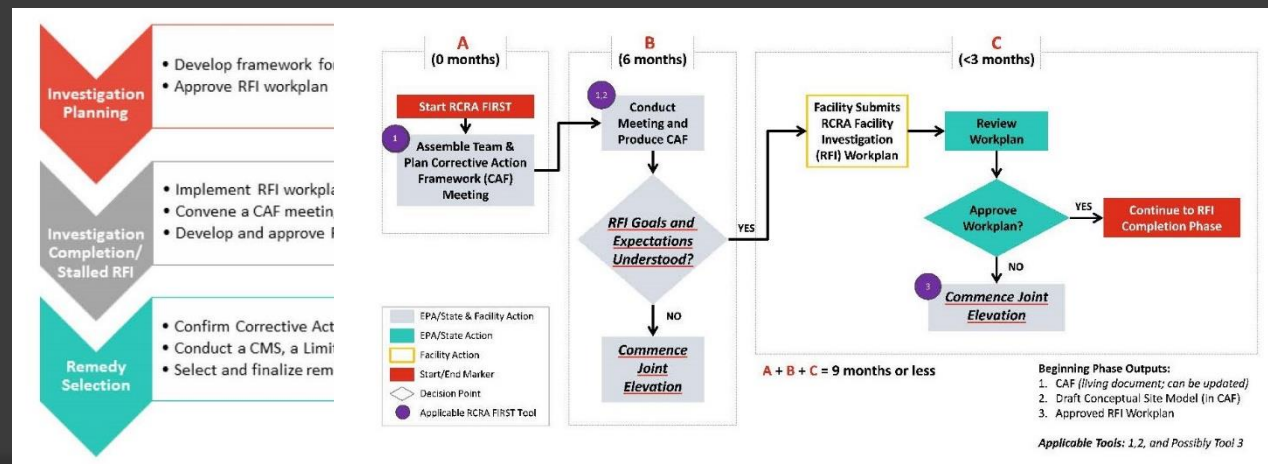 Investigation
Planning
• Develop framework for
• Approve RFI workplan
Investigation
Completion/
Stalled RFI
• Implement RFI
• Convene a CAF meeting
• Develop and approve
Remedy
Selection
• Confirm Corrective
• Conduct a CMS, a
• Select and finalize
A
(0 months)
Start RCRA FIRST
1
Assemble Team &
Plan Corrective Action
Framework (CAF)
Meeting
B
(6 months)
1,2
Conduct
Meeting and
Produce CAF
RFI Goals and
Expectations
Understood?
YES
NO
Commence
Joint
Elevation
C
(<3 months)
Facility Submits
RCRA Facility
Investigation
(RFI) Workplan
Review
Workplan
Approve
Workplan?
YES
Continue to RFI
Completion Phase
NO
3
Commence Joint
Elevation
EPA/State & Facility Action
EPA/State Action
Facility Action
Start/End Marker
Decision Point
Applicable RCRA FIRST Tool
A + B + C = 9 months or less
Beginning Phase Outputs:
1. CAF (living document; can be updated)
2. Draft Conceptual Site Model (in CAF)
3. Approved RFI Workplan
Applicable Tools: 1,2, and Possibly Tool 3